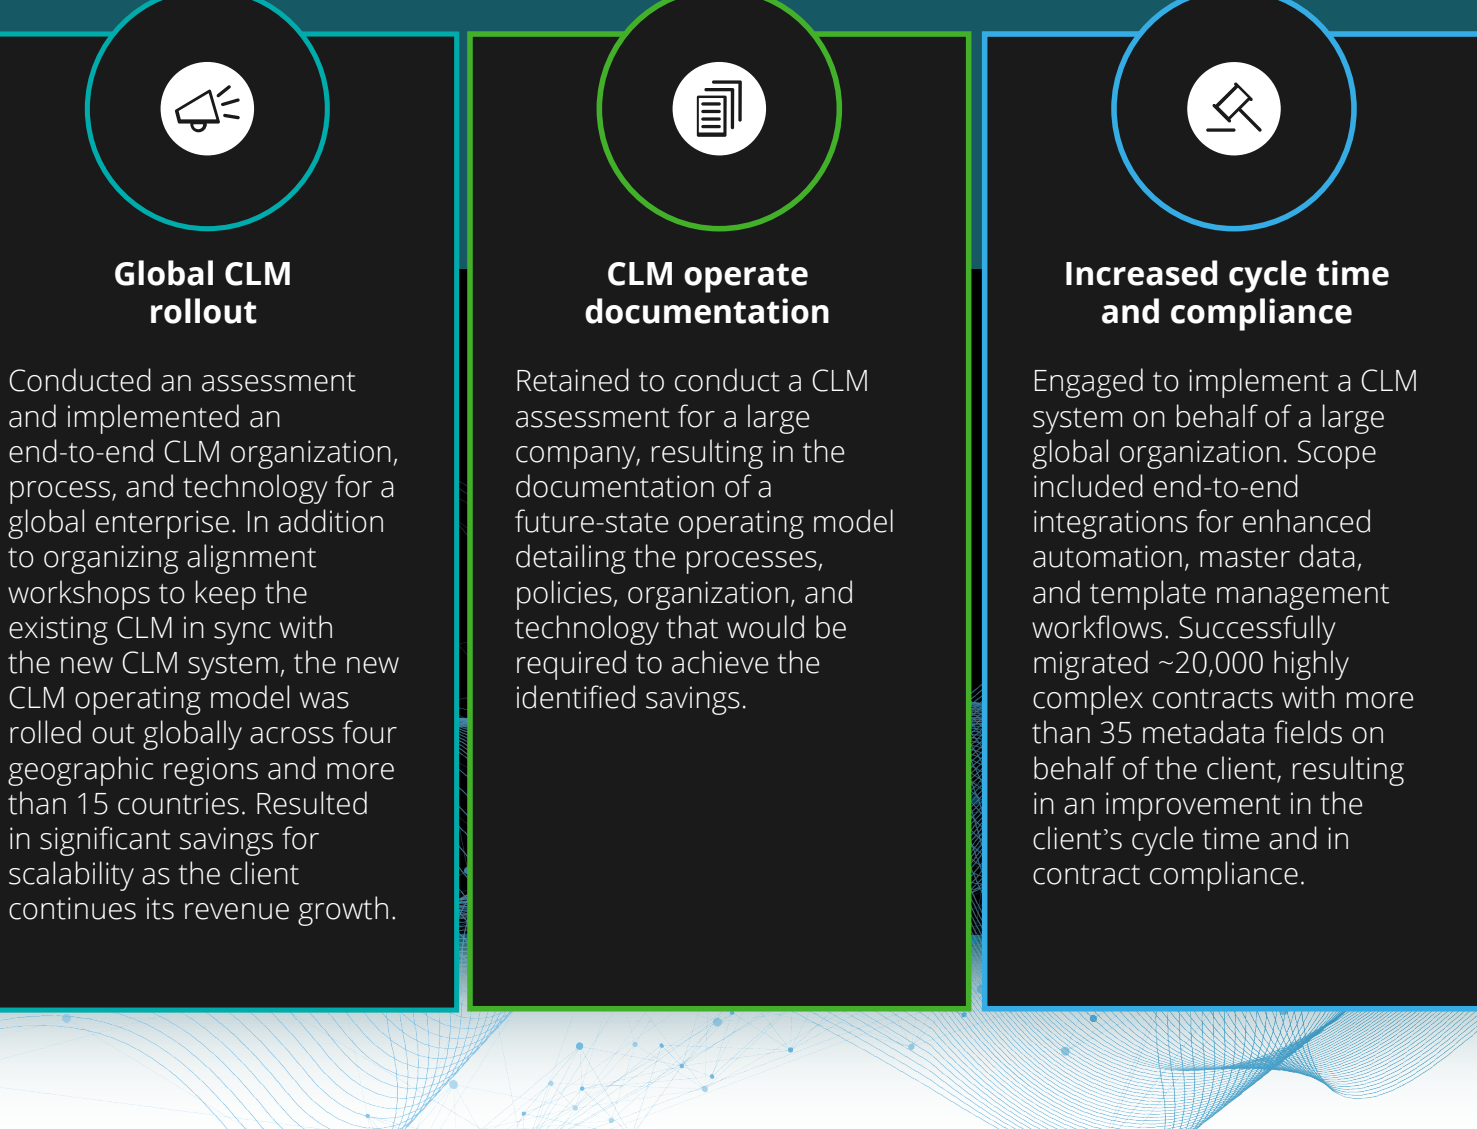 Global CLM
rollout
Conducted an assessment
and implemented an
end-to-end CLM organization,
process, and technology for a
global enterprise. In addition
to organizing alignment
workshops to keep the
existing CLM in sync with
the new CLM system, the new
CLM operating model was
rolled out globally across four
geographic regions and more
than 15 countries. Resulted
in significant savings for
scalability as the client
continues its revenue growth.
CLM operate
documentation
Retained to conduct a CLM
assessment for a large
company, resulting in the
documentation of a
future-state operating model
detailing the processes,
policies, organization, and
technology that would be
required to achieve the
identified savings.
Increased cycle time
and compliance
Engaged to implement a CLM
system on behalf of a large
global organization. Scope
included end-to-end
integrations for enhanced
automation, master data,
and template management
workflows. Successfully
migrated ~20,000 highly
complex contracts with more
than 35 metadata fields on
behalf of the client, resulting
in an improvement in the
client’s cycle time and in
contract compliance.